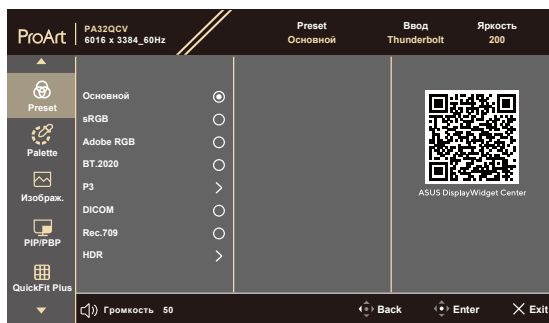 ProArt
PA32QCV
6016 x 3384_60Hz
Preset
Основной
Ввод
Thunderbolt
Яркость
200
Preset
Palette
Изображ.
PIP/PBP
QuickFit Plus
Основной
sRGB
Adobe RGB
BT.2020
P3
DICOM
Rec.709
HDR
ASUS DisplayWidget Center
Громкость 50
Back
Enter
Exit